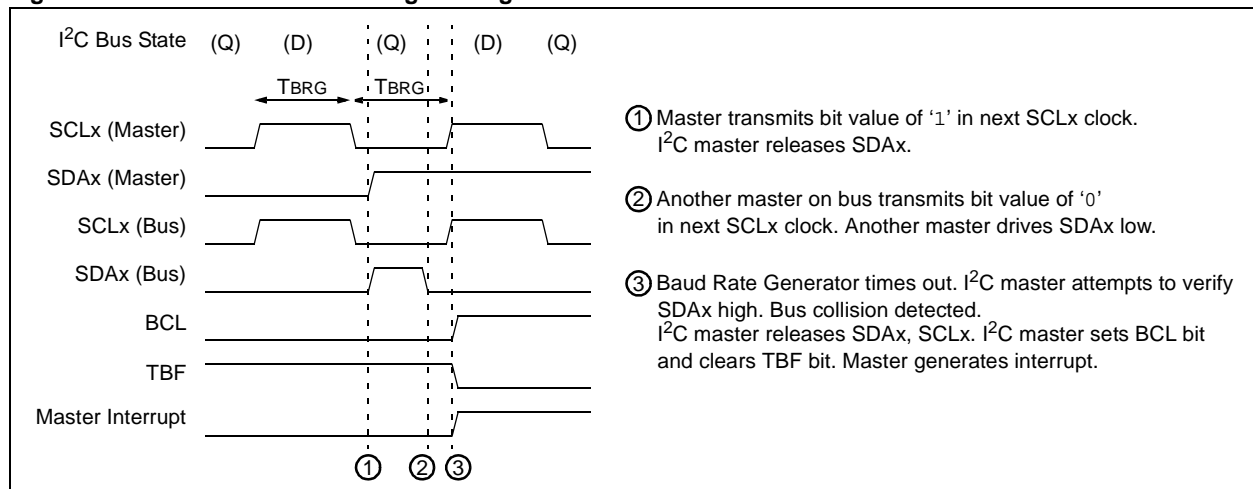 I2C Bus State (Q) (D) (Q) (D) (Q)
TBRG TBRG
SCLx (Master)
SDAx (Master)
SCLx (Bus)
SDAx (Bus)
BCL
TBF
Master Interrupt
1 2 3
1 Master transmits bit value of ‘1’ in next SCLx clock.
I2C master releases SDAx.
2 Another master on bus transmits bit value of ‘0’
in next SCLx clock. Another master drives SDAx low.
3 Baud Rate Generator times out. I2C master attempts to verify
SDAx high. Bus collision detected.
I2C master releases SDAx, SCLx. I2C master sets BCL bit
and clears TBF bit. Master generates interrupt.